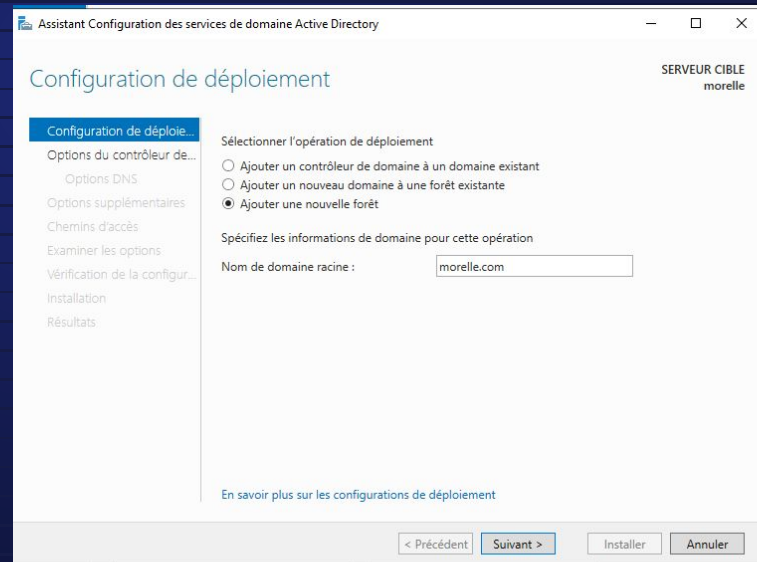 Assistant Configuration des services de domaine Active Directory
Configuration de déploiement
SERVEUR CIBLE
morelle
Configuration de déploie...
Options du contrôleur de...
Options DNS
Options supplémentaires
Chemins d'accès
Examiner les options
Vérification de la configur...
Installation
Résultats
Sélectionner l'opération de déploiement
Ajouter un contrôleur de domaine à un domaine existant
Ajouter un nouveau domaine à une forêt existante
Ajouter une nouvelle forêt
Spécifiez les informations de domaine pour cette opération
Nom de domaine racine : morelle.com
En savoir plus sur les configurations de déploiement
< Précédent Suivant > Installer Annuler